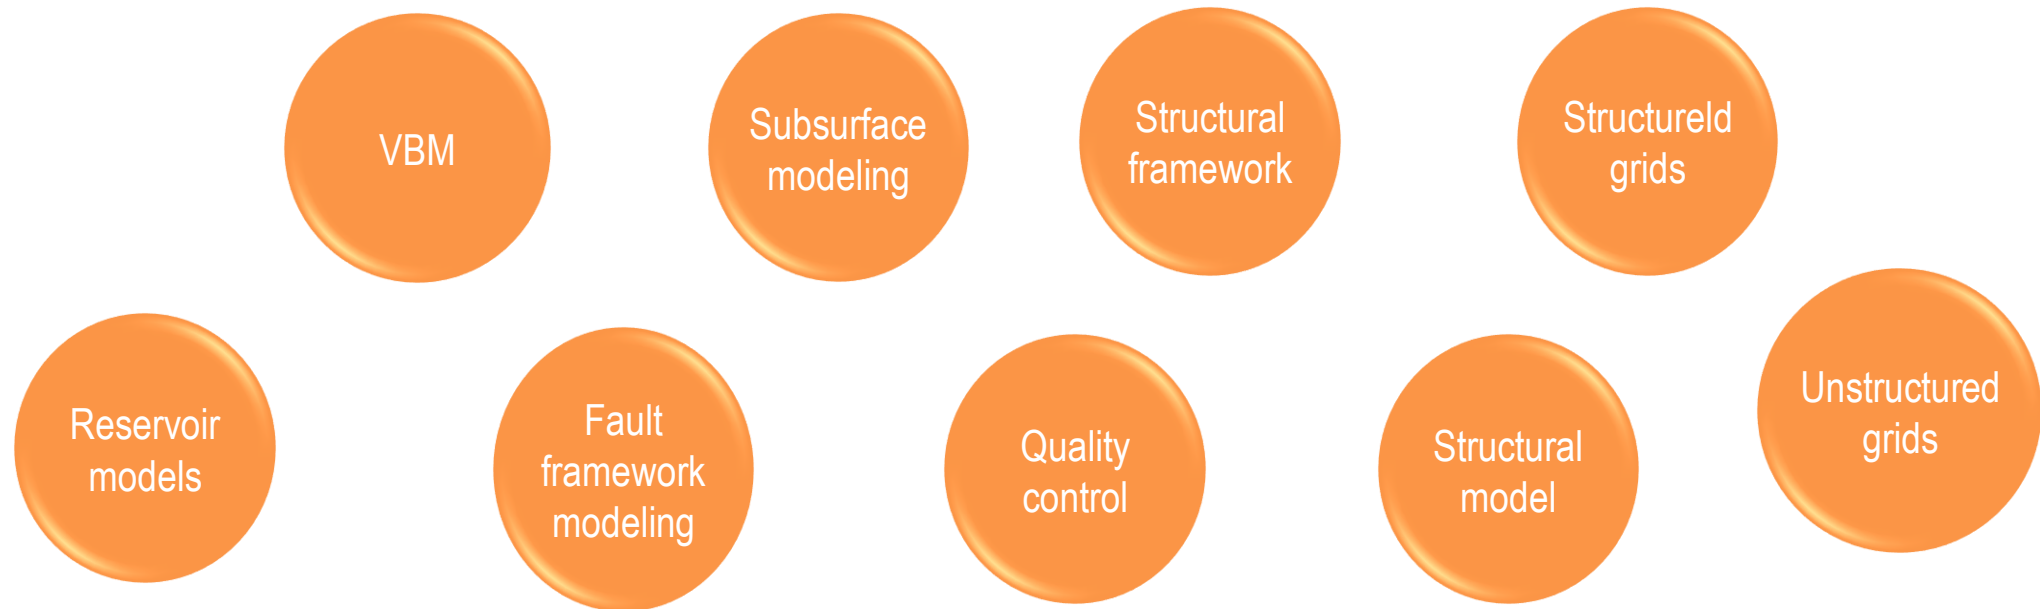 VBM
Subsurface
modeling
Structural
framework
Structureld
grids
Reservoir
models
Fault
framework
modeling
Quality
control
Structural
model
Unstructured
grids